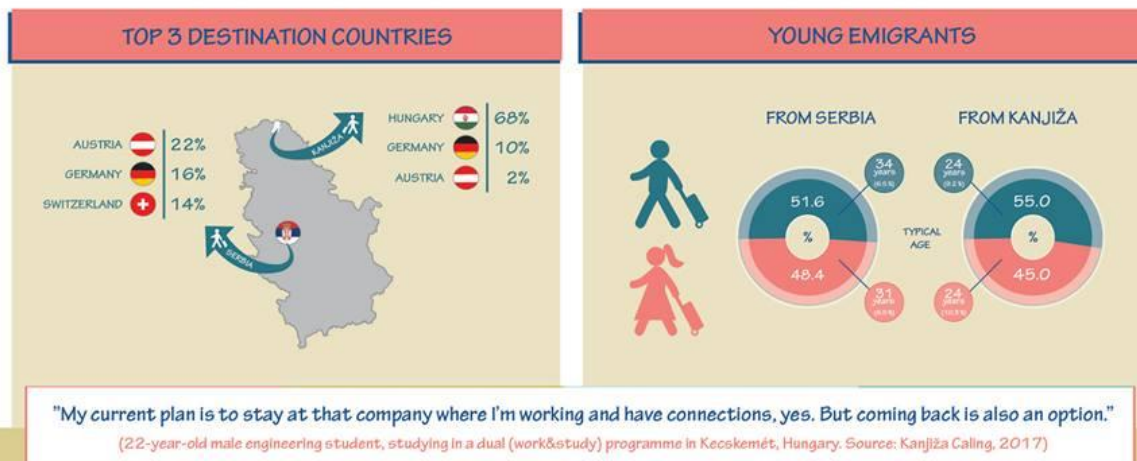 TOP 3 DESTINATION COUNTRIES
AUSTRIA 22%
GERMANY 16%
SWITZERLAND 14%
KANJIŽA
HUNGARY 68%
GERMANY 10%
AUSTRIA 2%
SERBIA
YOUNG EMIGRANTS
FROM SERBIA
FROM KANJIŽA
34 years
24 years
51.6
%
48.4
55.0
%
45.0
TYPICAL AGE
31 years
24 years
"My current plan is to stay at that company where I'm working and have connections, yes. But coming back is also an option."
(22-year-old male engineering student, studying in a dual (work&study) programme in Kecskemét, Hungary. Source: Kanjiža Caling, 2017)